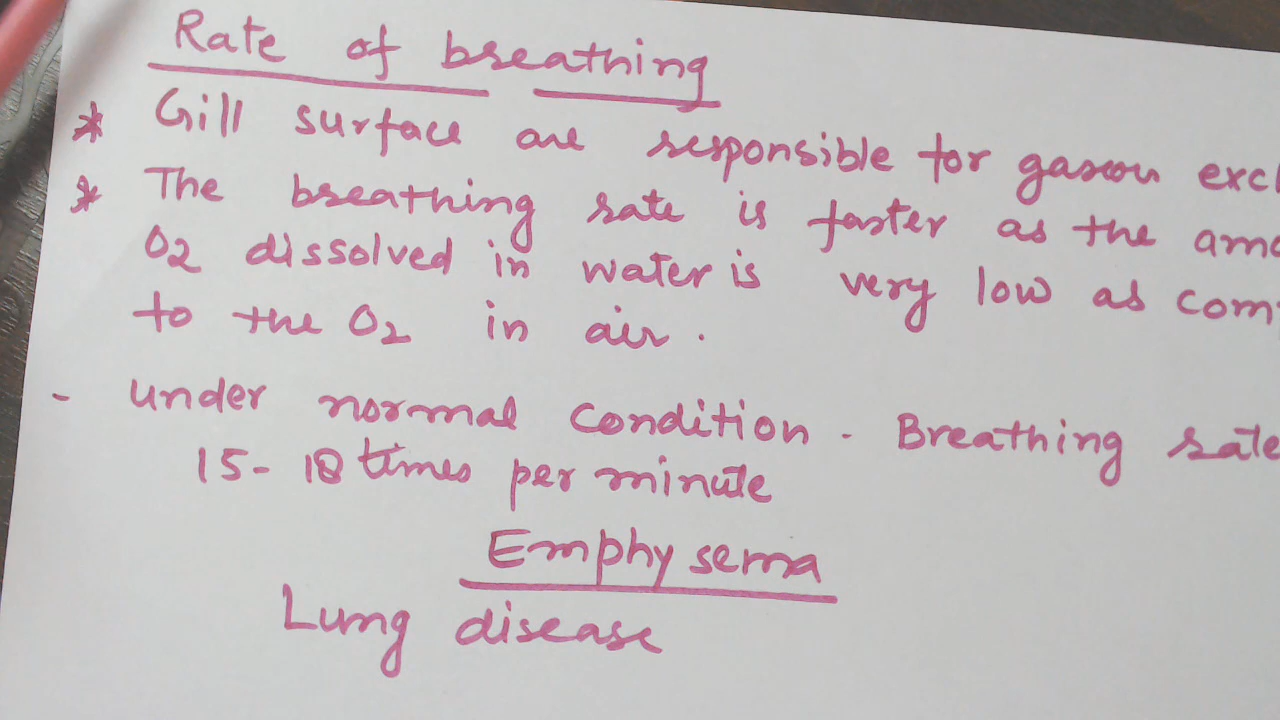 Rate of breathing
* Gill surface are responsible for gaseou excl
* The breathing rate is faster as the amo
O2 dissolved in water is very low as com
to the O2 in air.
- under normal condition - Breathing rate
15-18 times per minute
Emphysema
Lung disease